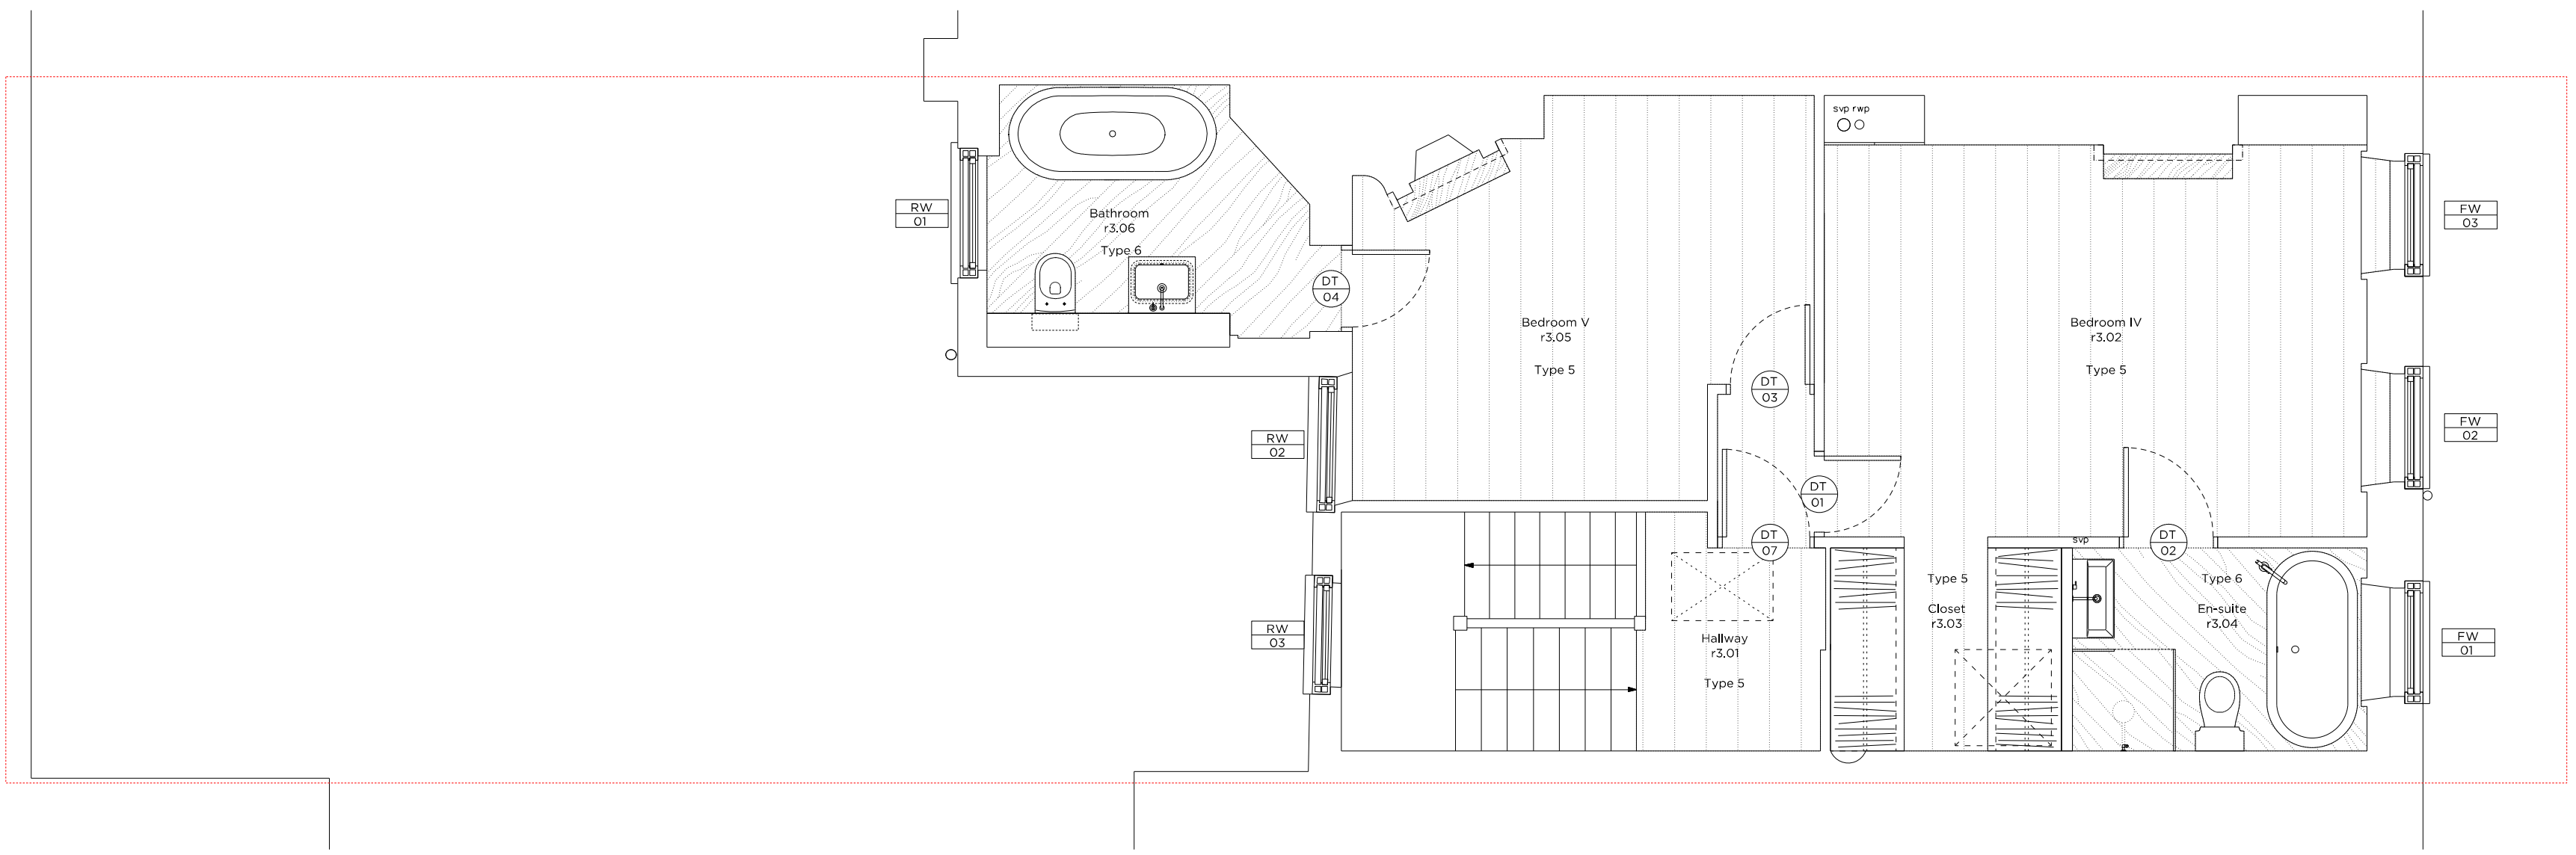 svp rwp
RW
01
Bathroom
r3.06
Type 6
FW
03
DT
04
Bedroom V
r3.05
Type 5
Bedroom IV
r3.02
Type 5
DT
03
RW
02
FW
02
DT
01
DT
07
svp
DT
02
RW
03
Hallway
r3.01
Type 5
Type 5
Closet
r3.03
Type 6
En-suite
r3.04
FW
01